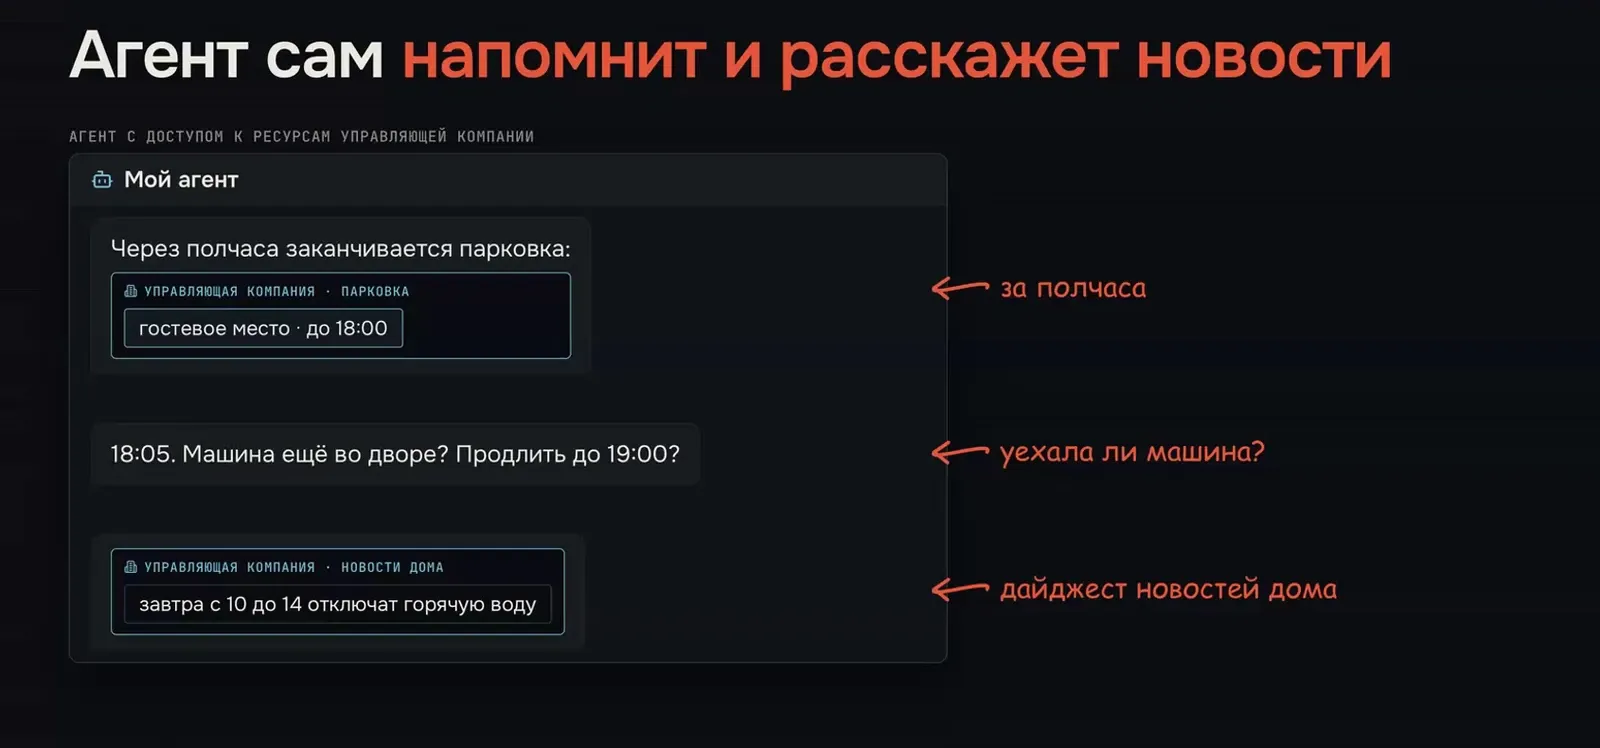 Агент сам напомнит и расскажет новости
АГЕНТ С ДОСТУПОМ К РЕСУРСАМ УПРАВЛЯЮЩЕЙ КОМПАНИИ
Мой агент
Через полчаса заканчивается парковка:
УПРАВЛЯЮЩАЯ КОМПАНИЯ · ПАРКОВКА
гостевое место · до 18:00
за полчаса
18:05. Машина ещё во дворе? Продлить до 19:00?
уехала ли машина?
УПРАВЛЯЮЩАЯ КОМПАНИЯ · НОВОСТИ ДОМА
завтра с 10 до 14 отключат горячую воду
дайджест новостей дома